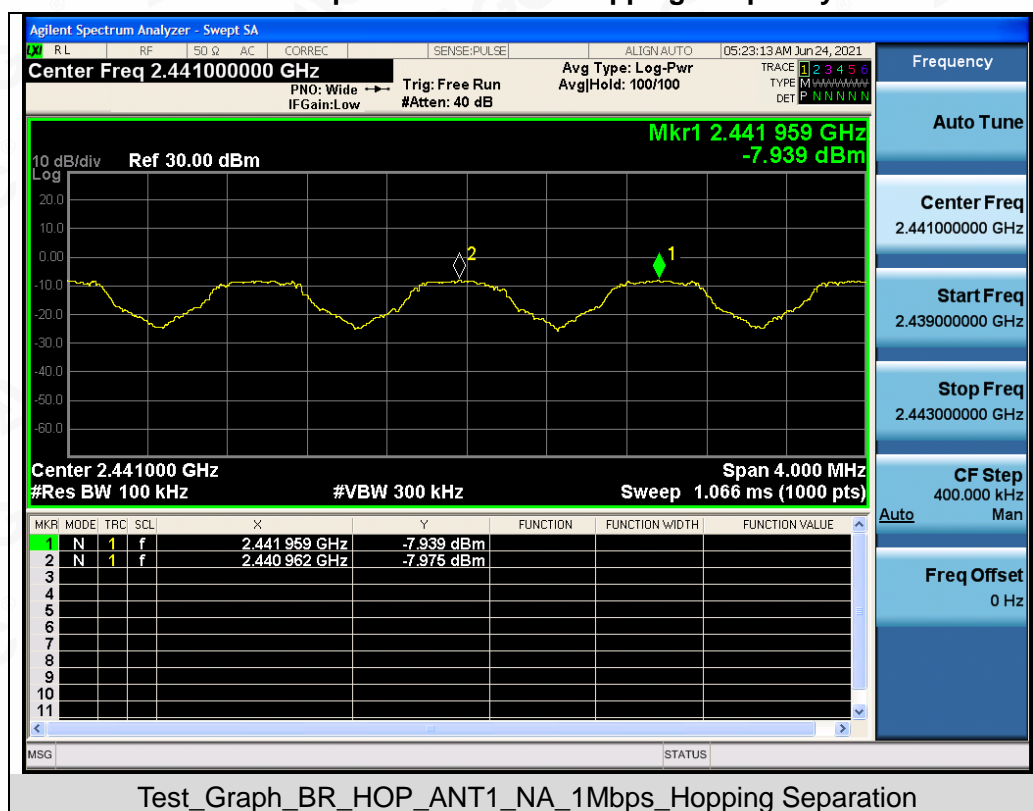 Agilent Spectrum Analyzer - Swept SA
LXI RL RF 50 Ω AC CORREC SENSE:PULSE ALIGN AUTO 05:23:13 AM Jun 24, 2021
Center Freq 2.441000000 GHz
PNO: Wide
IFGain:Low
Trig: Free Run
#Atten: 40 dB
Avg Type: Log-Pwr
Avg|Hold: 100/100
TRACE 1 2 3 4 5 6
TYPE M
DET P N N N N N
Mkr1 2.441 959 GHz
-7.939 dBm
10 dB/div Ref 30.00 dBm
Log
20.0
10.0
0.00
-10.0
-20.0
-30.0
-40.0
-50.0
-60.0
2
1
Center 2.441000 GHz Span 4.000 MHz
#Res BW 100 kHz #VBW 300 kHz Sweep 1.066 ms (1000 pts)
MKR MODE TRC SCL X Y FUNCTION FUNCTION WIDTH FUNCTION VALUE
1 N 1 f 2.441 959 GHz -7.939 dBm
2 N 1 f 2.440 962 GHz -7.975 dBm
3
4
5
6
7
8
9
10
11
MSG STATUS
Frequency
Auto Tune
Center Freq
2.441000000 GHz
Start Freq
2.439000000 GHz
Stop Freq
2.443000000 GHz
CF Step
400.000 kHz
Auto Man
Freq Offset
0 Hz
Test_Graph_BR_HOP_ANT1_NA_1Mbps_Hopping Separation